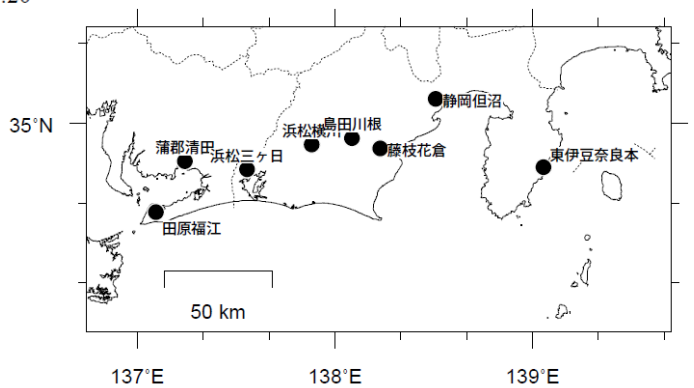 静岡但沼
35°N
島田川根
浜松横川
藤枝花倉
蒲郡清田
浜松三ヶ日
東伊豆奈良本
田原福江
50 km
137°E
138°E
139°E